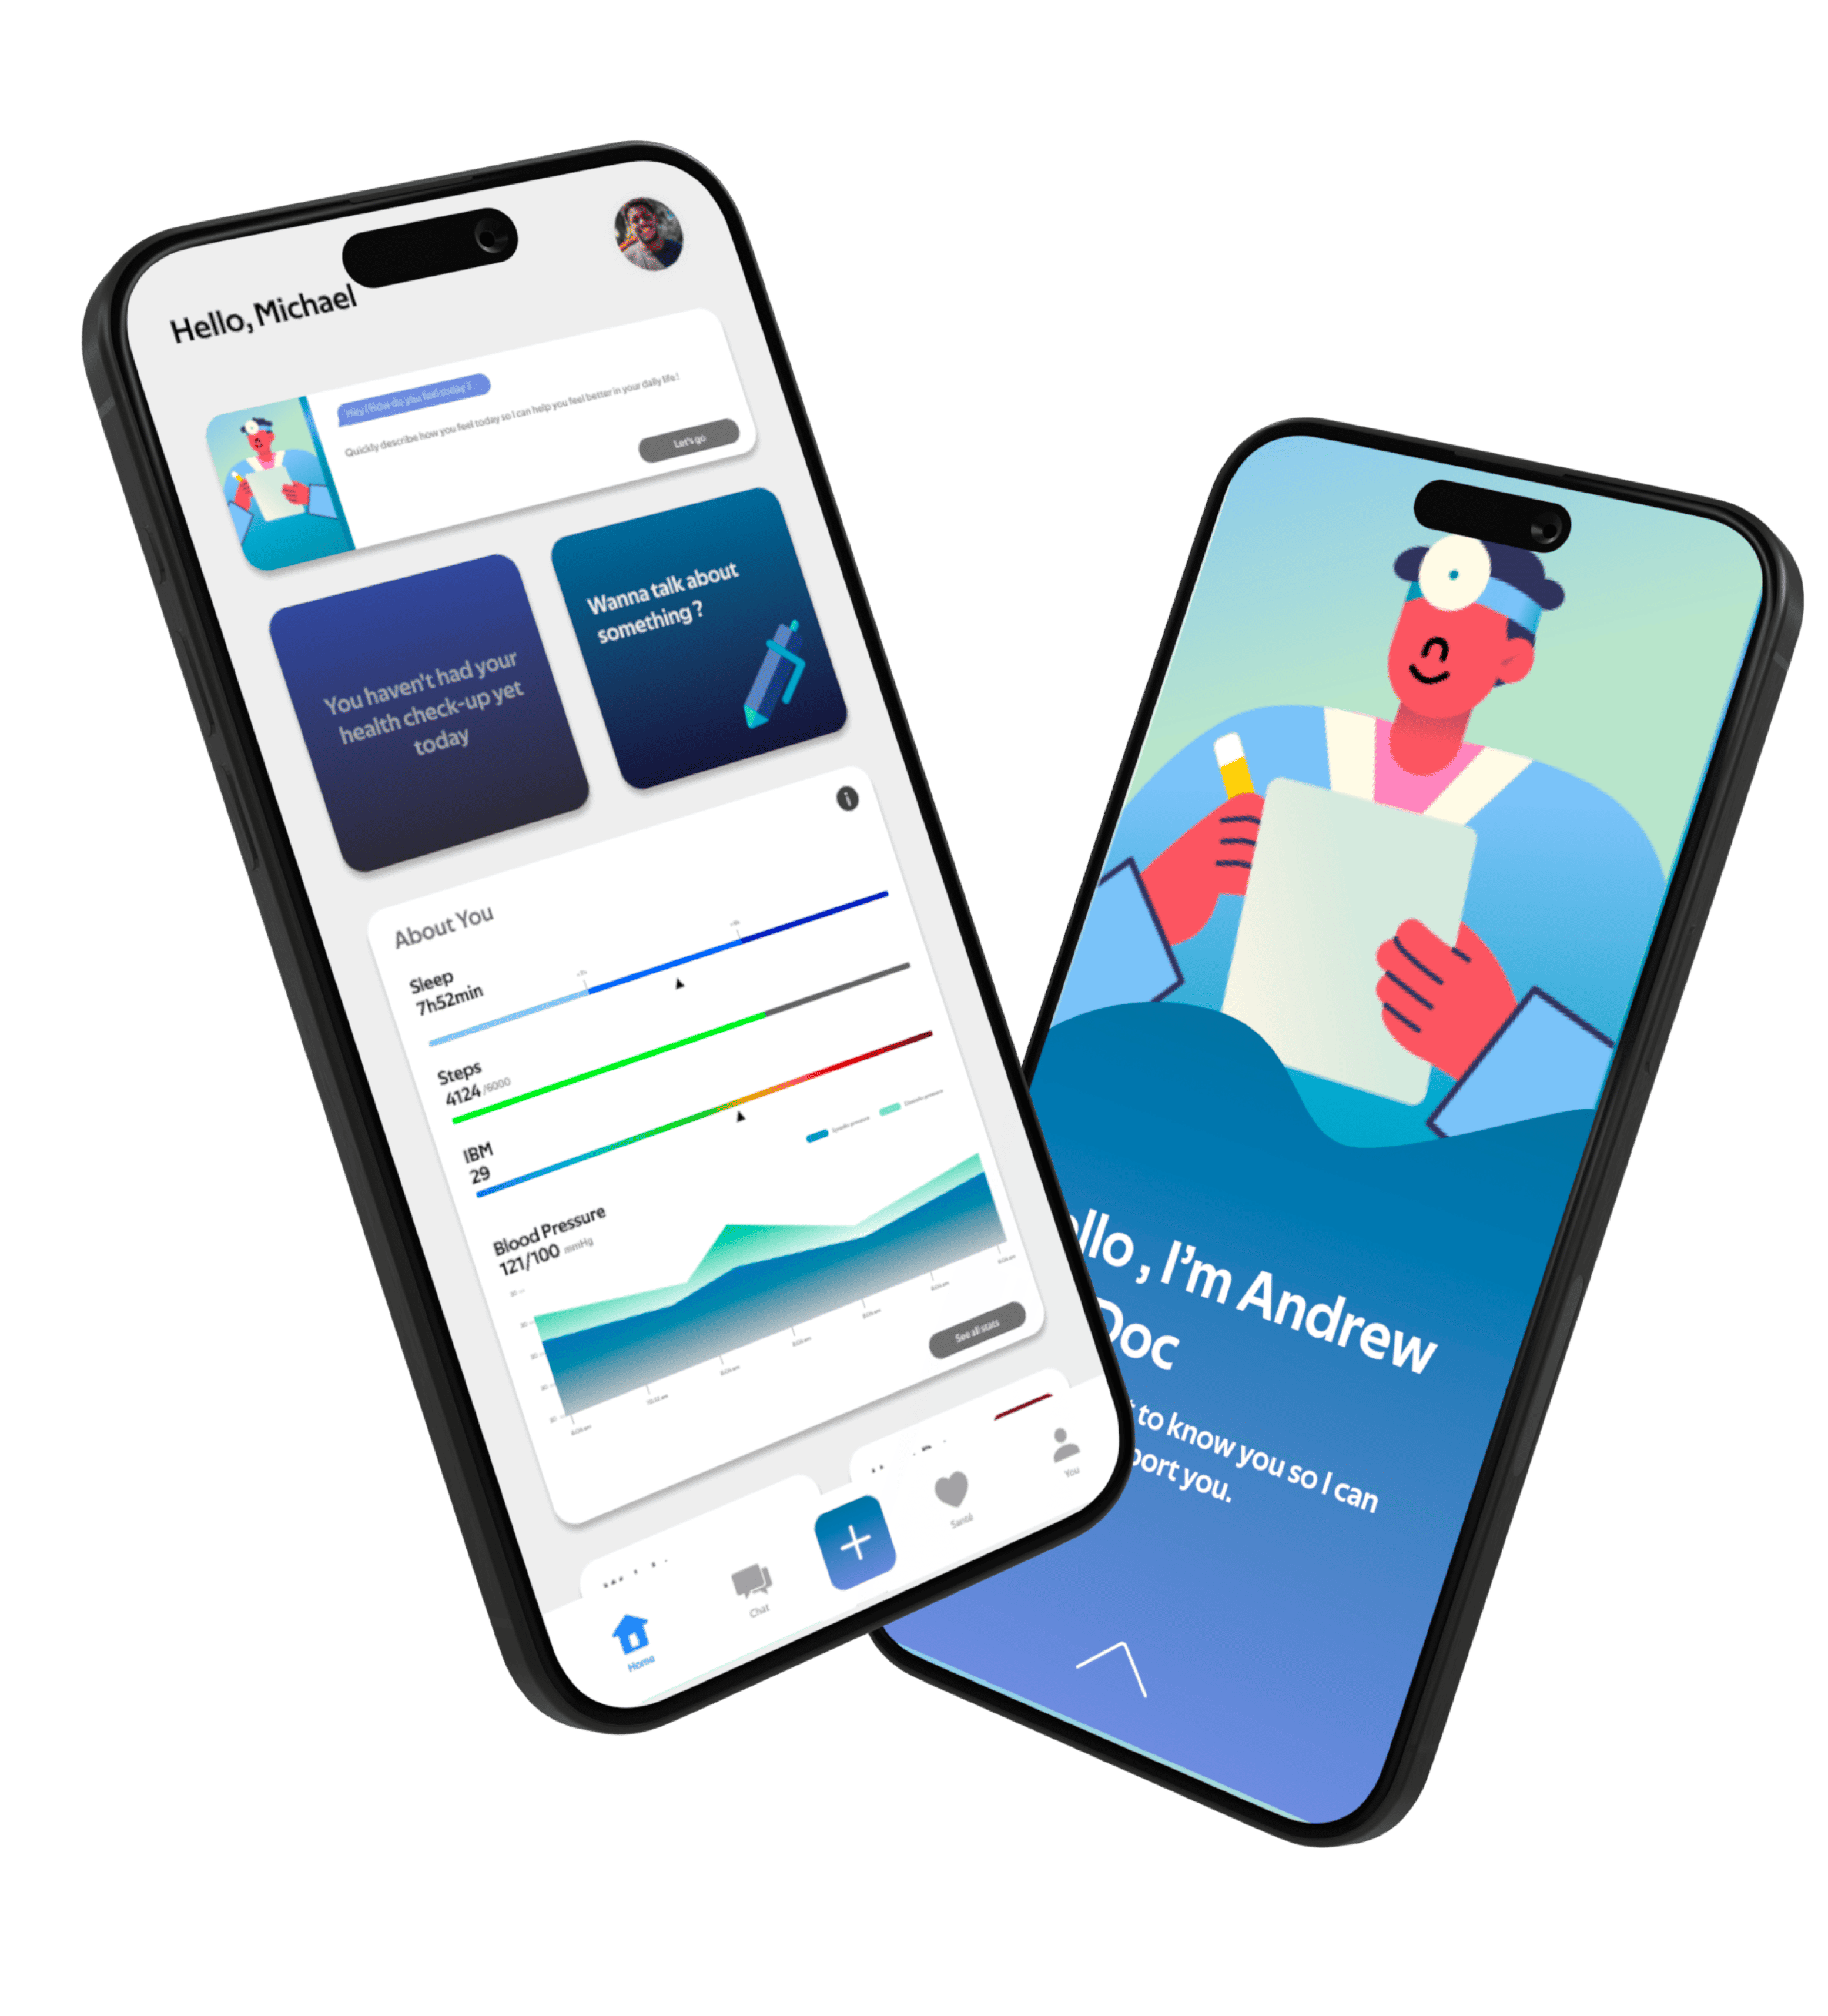 Hello, Michael
Hey ! How do you feel today ?
Quickly describe how you feel today so I can help you feel better in your daily life !
Let's go
You haven't had your
health check-up yet
today
Wanna talk about
something ?
About You
Sleep
7h52min
Steps
4124 /6000
IBM
29
Blood Pressure
121/100 mmHg
See all stats
Home
Chat
Santé
You
llo , I'm Andrew
Doc
to know you so I can
port you.